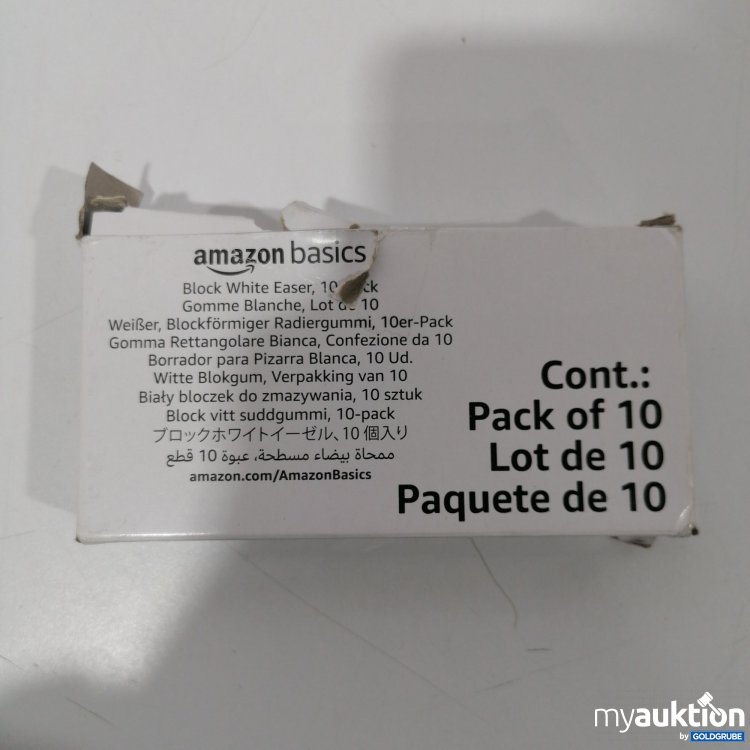 amazon basics
Block White Easer, 10
Gomme Blanche, Lot de 10
Weißer, Blockförmiger Radiergummi, 10er-Pack
Gomma Rettangolare Bianca, Confezione da 10
Borrador para Pizarra Blanca, 10 Ud.
Witte Blokgum, Verpakking van 10
Biały bloczek do zmazywania, 10 sztuk
Block vitt suddgummi, 10-pack
ブロックホワイトイーゼル、10 個入り
ممحاة بيضاء مسطحة، عبوة 10 قطع
amazon.com/AmazonBasics
Cont.:
Pack of 10
Lot de 10
Paquete de 10
myauktion
by GOLDGRUBE